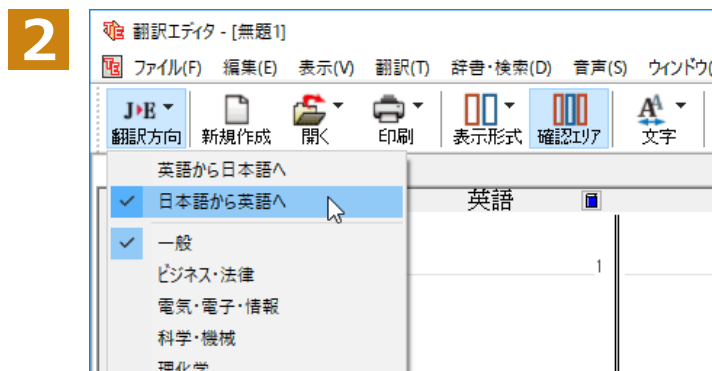 2
翻訳エディタ - [無題1]
ファイル(F) 編集(E) 表示(V) 翻訳(T) 辞書・検索(D) 音声(S) ウィンドウ(
J▸E
翻訳方向 新規作成 開く 印刷 表示形式 確認エリア 文字
英語から日本語へ
日本語から英語へ
英語
一般
1
ビジネス・法律
電気・電子・情報
科学・機械
理化学